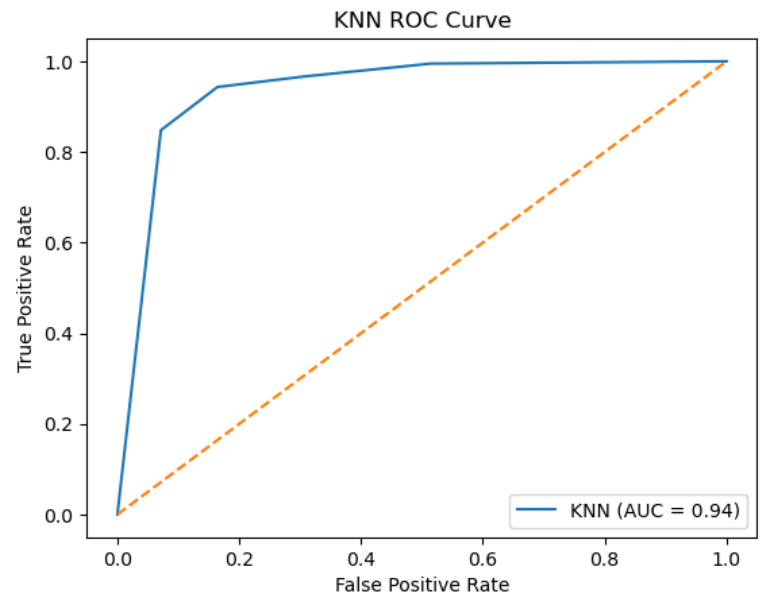 KNN ROC Curve
True Positive Rate
1.0
0.8
0.6
0.4
0.2
0.0
KNN (AUC = 0.94)
0.0 0.2 0.4 0.6 0.8 1.0
False Positive Rate